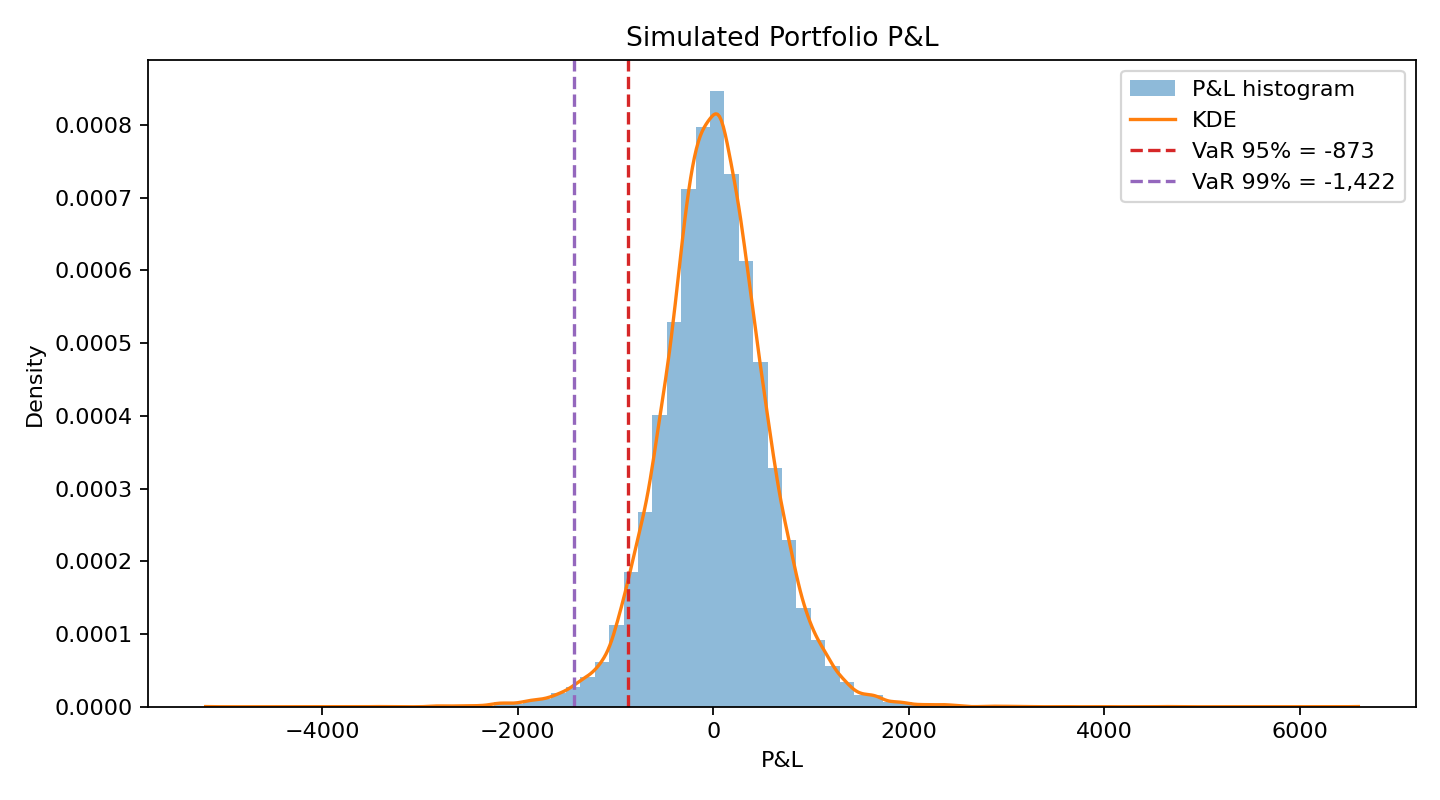 Simulated Portfolio P&L
P&L histogram
KDE
VaR 95% = -873
VaR 99% = -1,422
0.0008
0.0007
0.0006
0.0005
0.0004
0.0003
0.0002
0.0001
0.0000
Density
−4000
−2000
0
2000
4000
6000
P&L